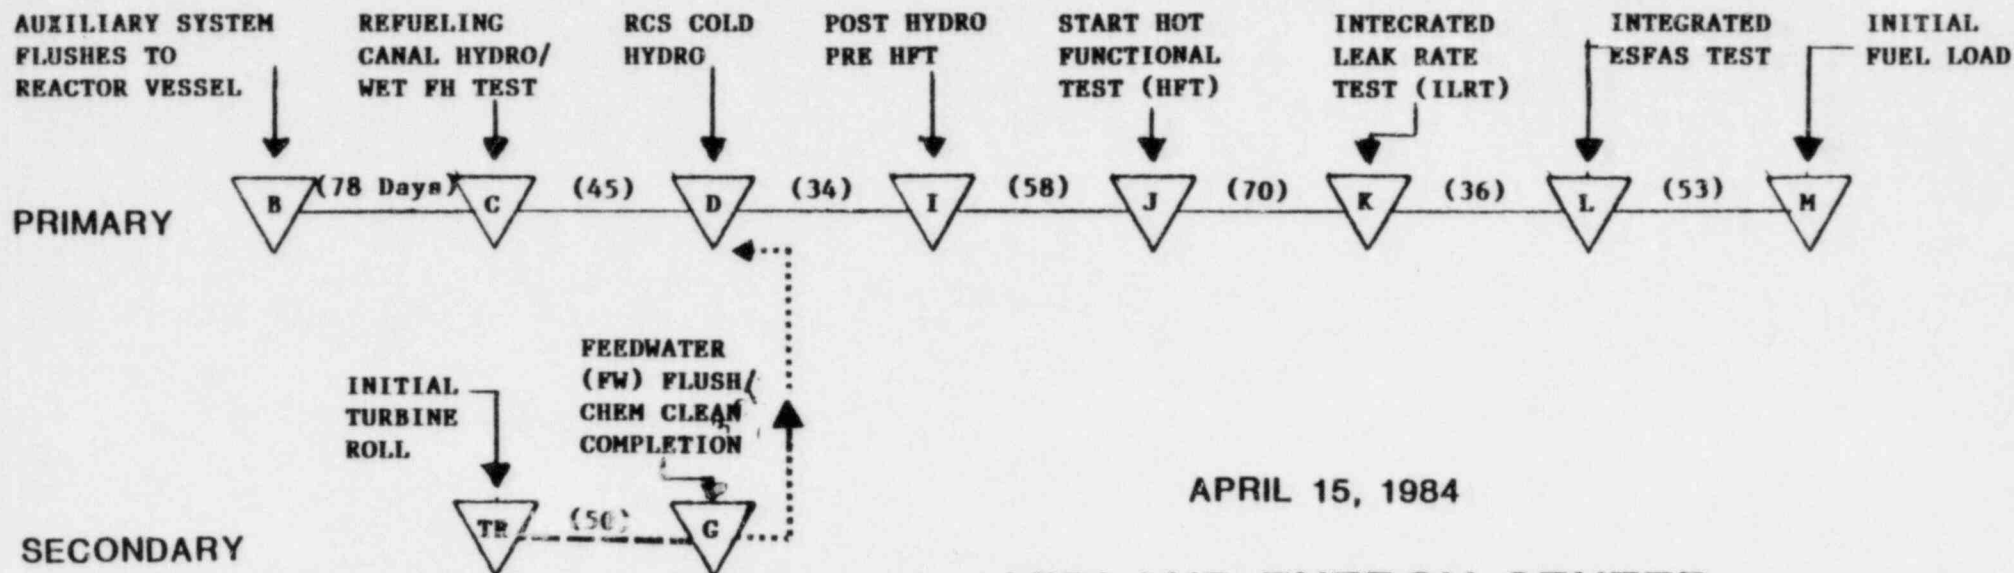 AUXILIARY SYSTEM
FLUSHES TO
REACTOR VESSEL
REFUELING
CANAL HYDRO/
WET FH TEST
RCS COLD
HYDRO
POST HYDRO
PRE HFT
START HOT
FUNCTIONAL
TEST (HFT)
INTECRATED
LEAK RATE
TEST (ILRT)
INTEGRATED
ESFAS TEST
INITIAL
FUEL LOAD
PRIMARY
B (78 Days) C (45) D (34) I (58) J (70) K (36) L (53) M
INITIAL
TURBINE
ROLL
FEEDWATER
(FW) FLUSH/
CHEM CLEAN
COMPLETION
APRIL 15, 1984
SECONDARY
TR (50) G